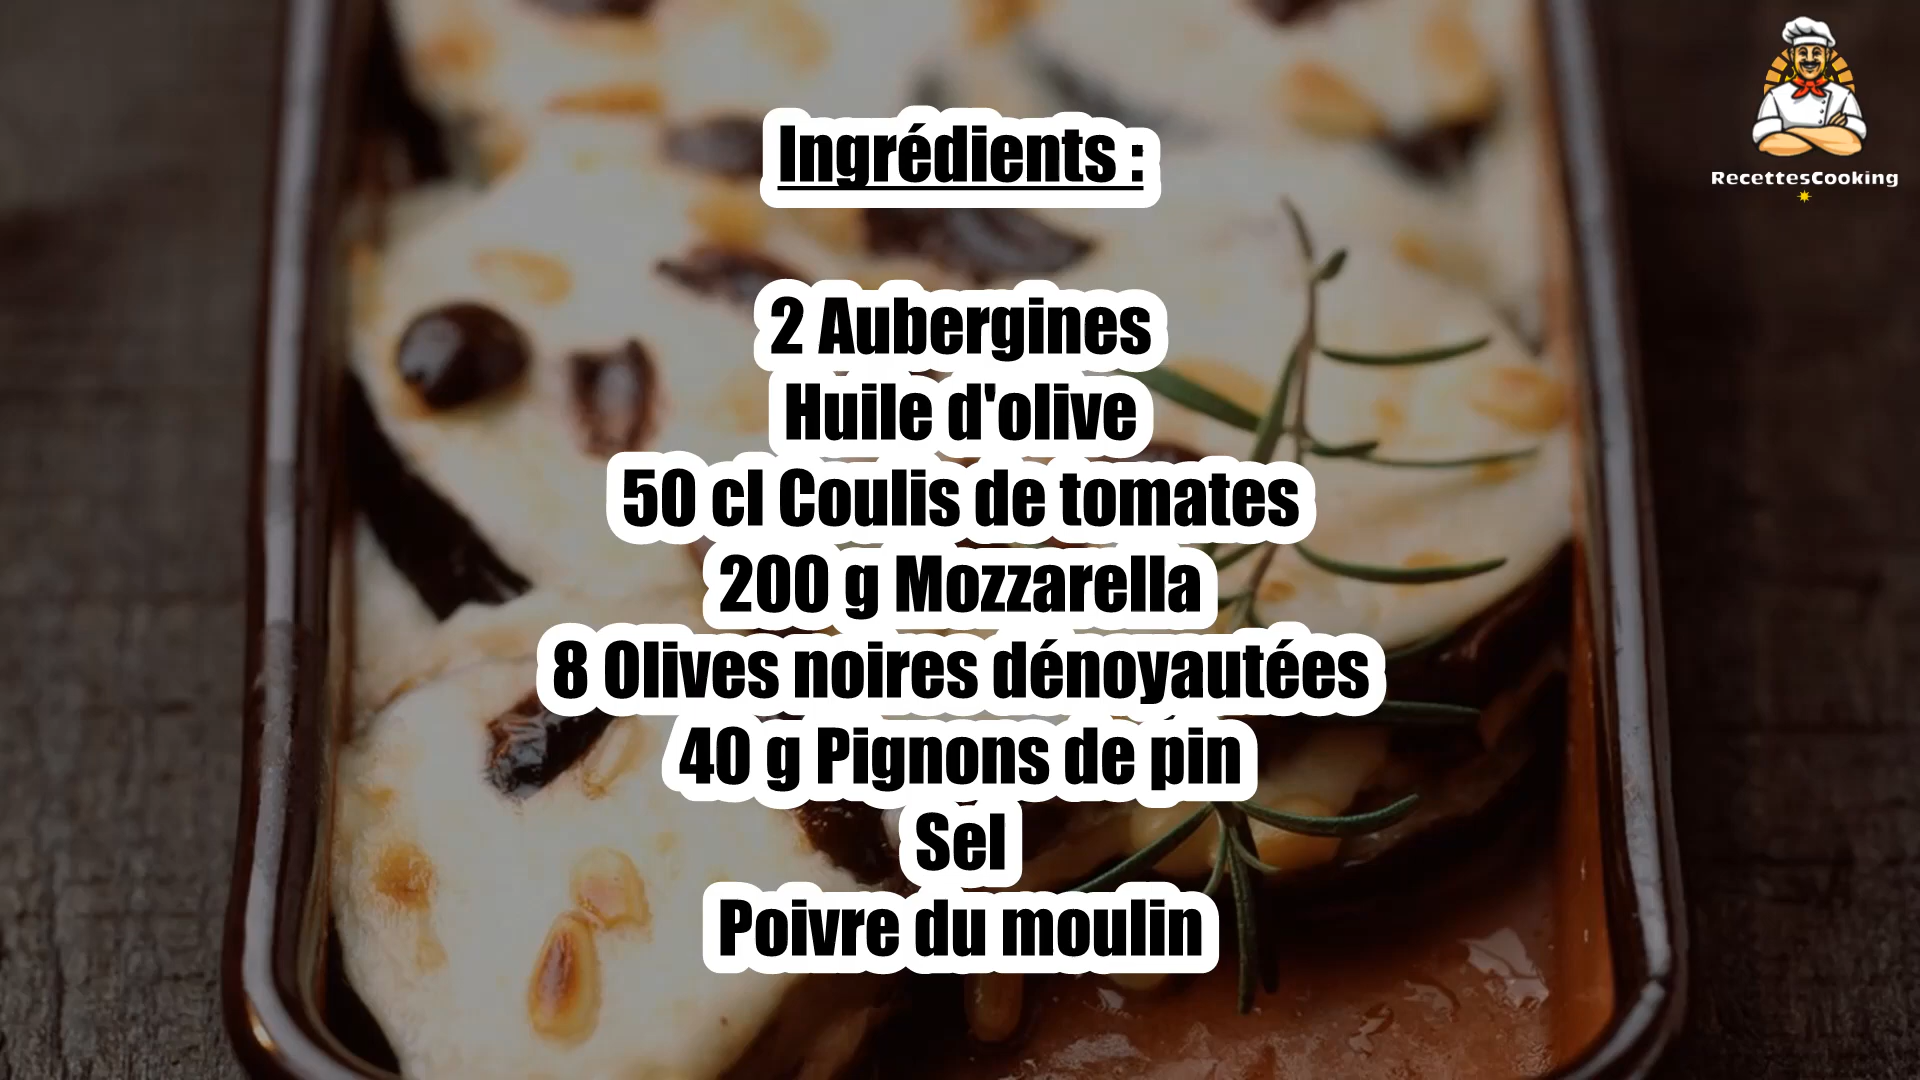 RecettesCooking
Ingrédients :
2 Aubergines
Huile d'olive
50 cl Coulis de tomates
200 g Mozzarella
8 Olives noires dénoyautées
40 g Pignons de pin
Sel
Poivre du moulin